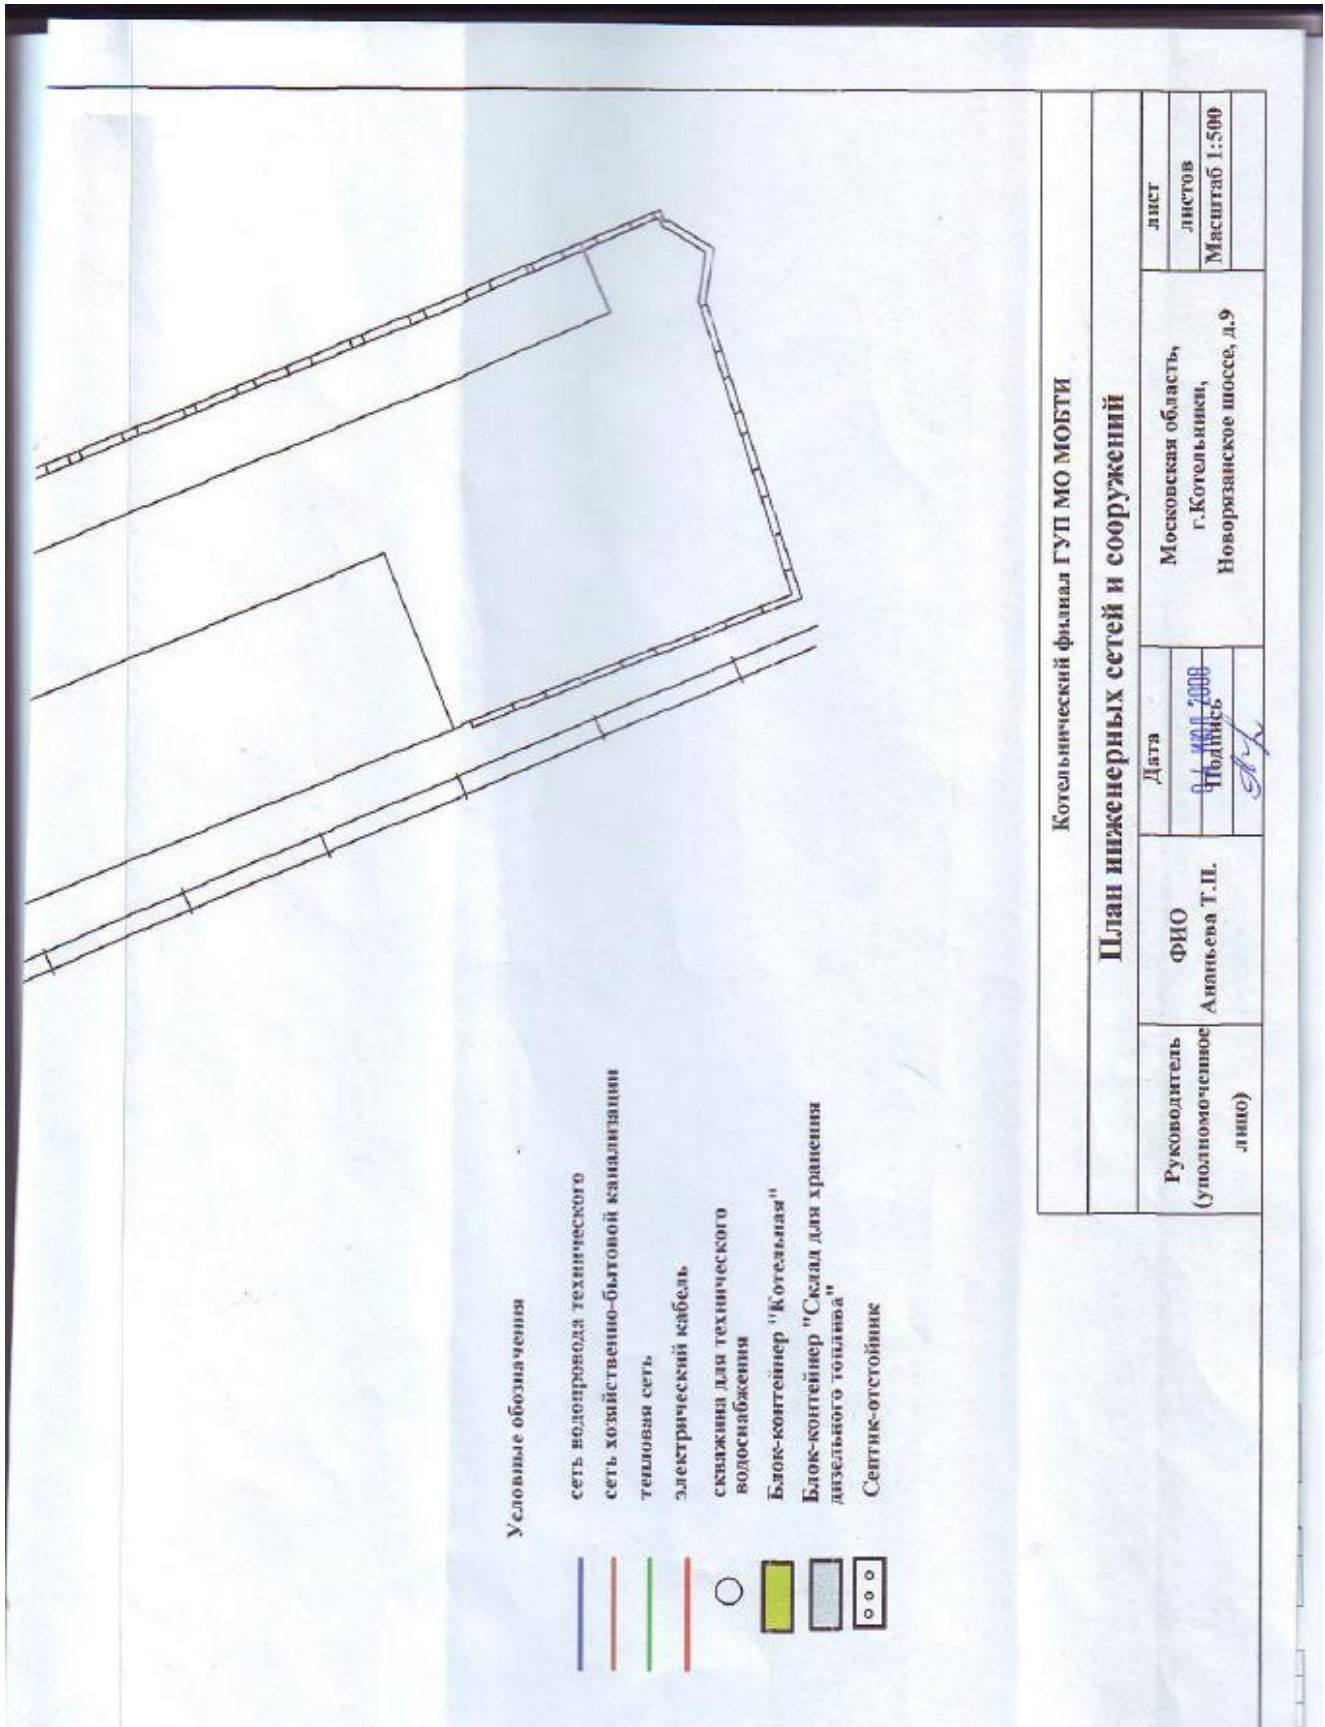 Условные обозначения
сеть водопровода технического
сеть хозяйственно-бытовой канализации
тепловая сеть
электрический кабель
скважина для технического
водоснабжения
Блок-контейнер "Котельная"
Блок-контейнер "Склад для хранения
дизельного топлива"
Септик-отстойник
Котельнический филиал ГУП МО МОБТИ
План инженерных сетей и сооружений
Руководитель
(уполномоченное
лицо)
ФИО
Ананьева Т.П.
Дата
ИЮЛ 2008
Подпись
Московская область,
г.Котельники,
Новорязанское шоссе, д.9
лист
листов
Масштаб 1:500